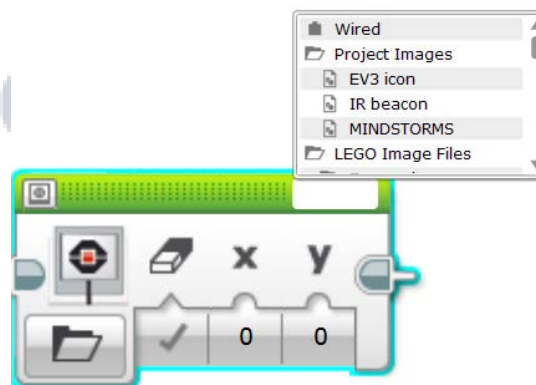 Wired
Project Images
EV3 icon
IR beacon
MINDSTORMS
LEGO Image Files
x y
0 0